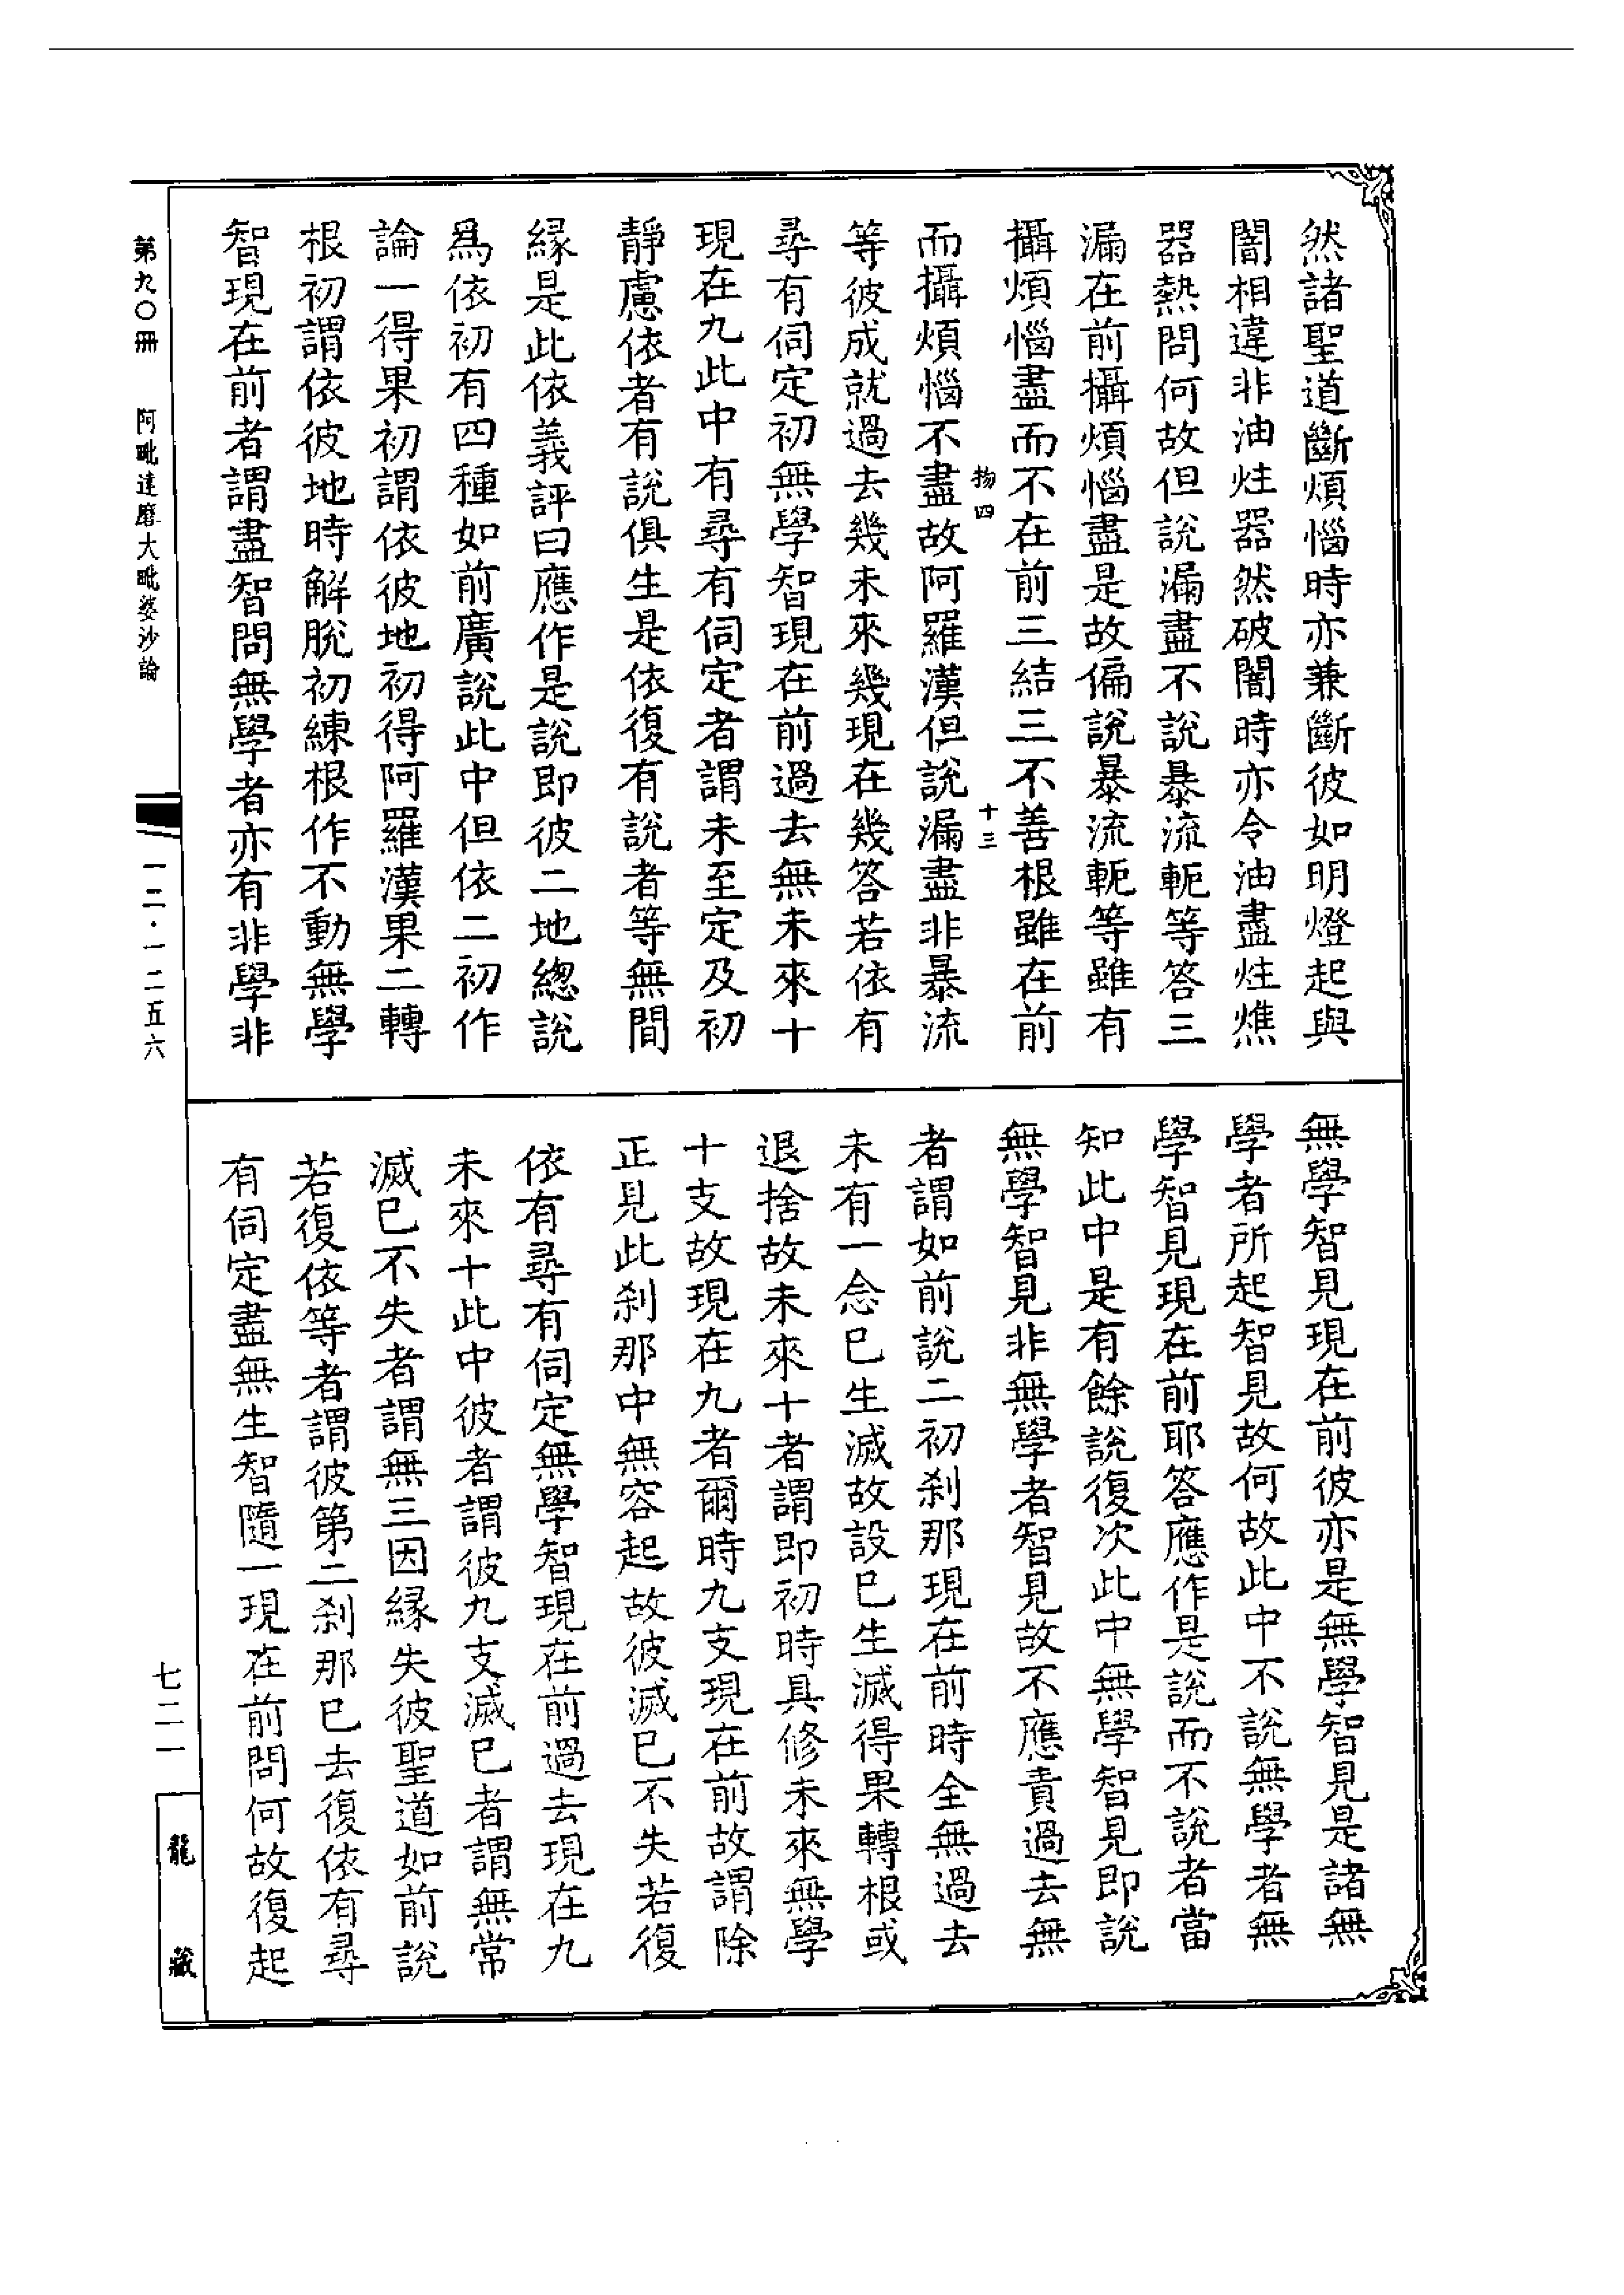 然諸聖道斷煩惱時亦兼斷彼如明燈起與
闇相違非油炷器然破闇時亦令油盡炷燋
器熱問何故但說漏盡不說暴流軛等答三
漏在前攝煩惱盡是故偏說暴流軛等雖有
攝煩惱盡而不在前三結三不善根雖在前
物四
十三
而攝煩惱不盡故阿羅漢但說漏盡非暴流
等彼成就過去幾未來幾現在幾答若依有
尋有伺定初無學智現在前過去無未來十
現在九此中有尋有伺定者謂未至定及初
靜慮依者有說俱生是依復有說者等無間
緣是此依義評曰應作是說即彼二地總說
爲依初有四種如前廣說此中但依二初作
論一得果初謂依彼地初得阿羅漢果二轉
根初謂依彼地時解脫初練根作不動無學
智現在前者謂盡智問無學者亦有非學非
無學智見現在前彼亦是無學智見是諸無
學者所起智見故何故此中不說無學者無
學智見現在前耶答應作是說而不說者當
知此中是有餘說復次此中無學智見即說
無學智見非無學者智見故不應責過去無
者謂如前說二初剎那現在前時全無過去
未有一念已生滅故設已生滅得果轉根或
退捨故未來十者謂即初時具修未來無學
十支故現在九者爾時九支現在前故謂除
正見此剎那中無容起故彼滅已不失若復
依有尋有伺定無學智現在前過去現在九
未來十此中彼者謂彼九支滅已者謂無常
滅已不失者謂無三因緣失彼聖道如前說
若復依等者謂彼第二剎那已去復依有尋
有伺定盡無生智隨一現在前問何故復起
第九〇冊 阿毗達磨大毗婆沙論
一二·一二五六
七二一
龍藏